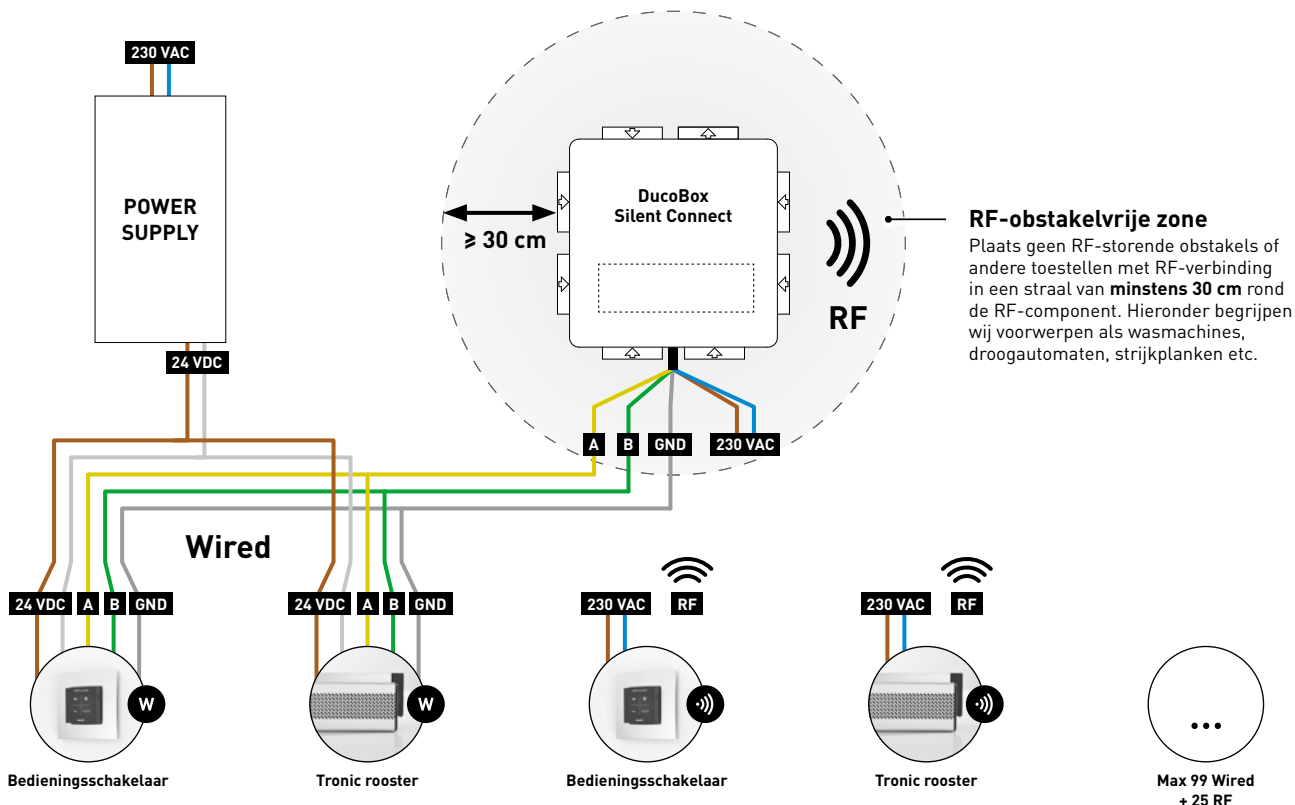 230 VAC
POWER
SUPPLY
24 VDC
DucoBox
Silent Connect
≥ 30 cm
RF
RF-obstakelvrije zone
Plaats geen RF-storende obstakels of
andere toestellen met RF-verbinding
in een straal van minstens 30 cm rond
de RF-component. Hieronder begrijpen
wij voorwerpen als wasmachines,
droogautomaten, strijkplanken etc.
A B GND 230 VAC
Wired
24 VDC A B GND
24 VDC A B GND
230 VAC RF
230 VAC RF
W
W
...
Bedieningsschakelaar
Tronic rooster
Bedieningsschakelaar
Tronic rooster
Max 99 Wired
+ 25 RF